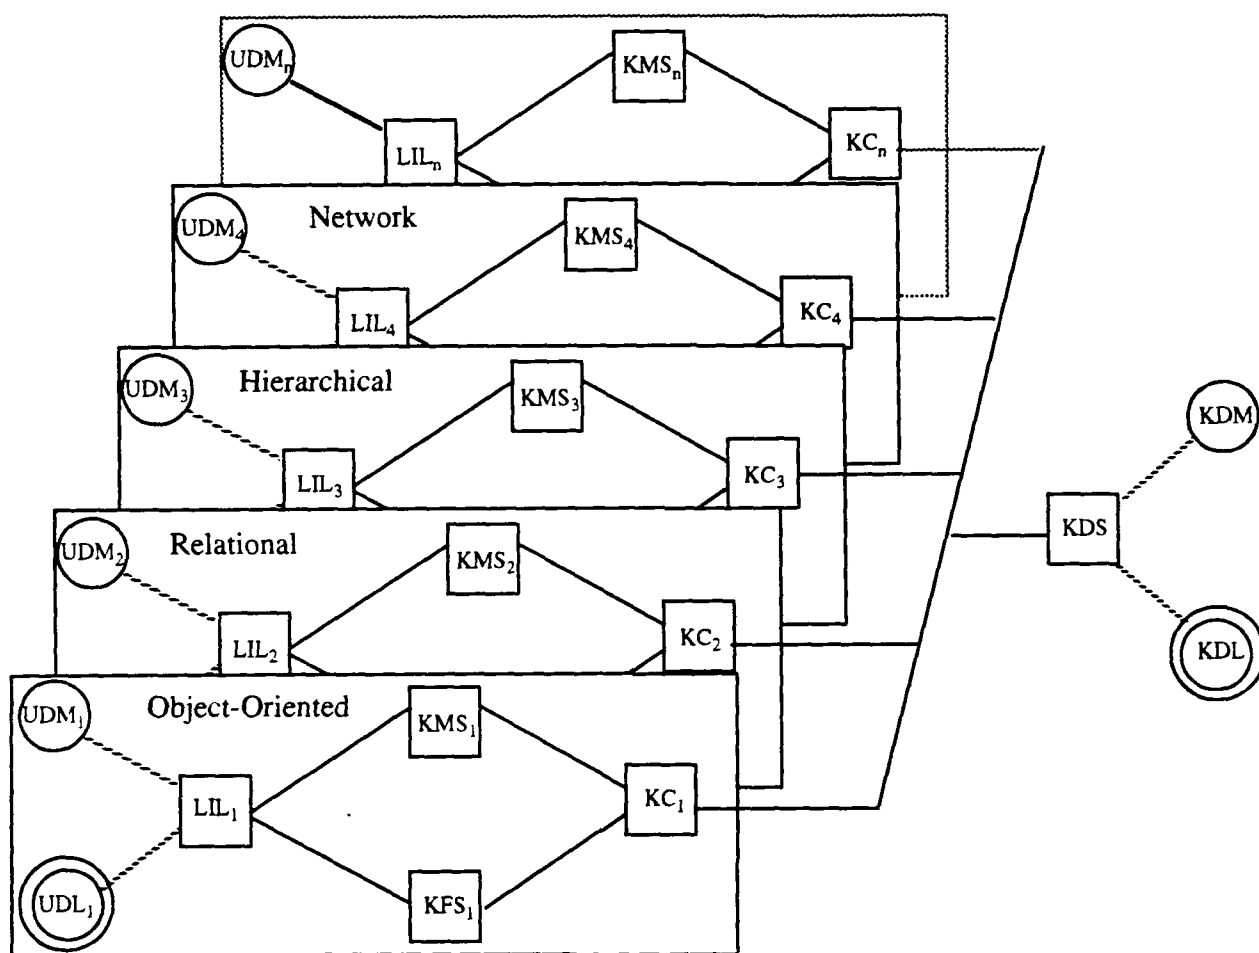 UDMₙ
KMSₙ
LILₙ
KCₙ
Network
UDM₄
KMS₄
LIL₄
KC₄
Hierarchical
UDM₃
KMS₃
LIL₃
KC₃
Relational
UDM₂
KMS₂
LIL₂
KC₂
Object-Oriented
UDM₁
KMS₁
LIL₁
KC₁
UDL₁
KFS₁
KDM
KDS
KDL